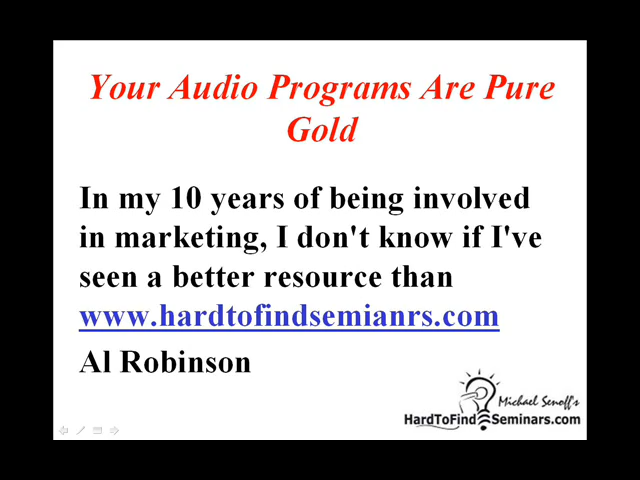 Your Audio Programs Are Pure
Gold
In my 10 years of being involved
in marketing, I don't know if I've
seen a better resource than
www.hardtofindsemianrs.com
Al Robinson
Michael Senoff's
HardToFindSeminars.com